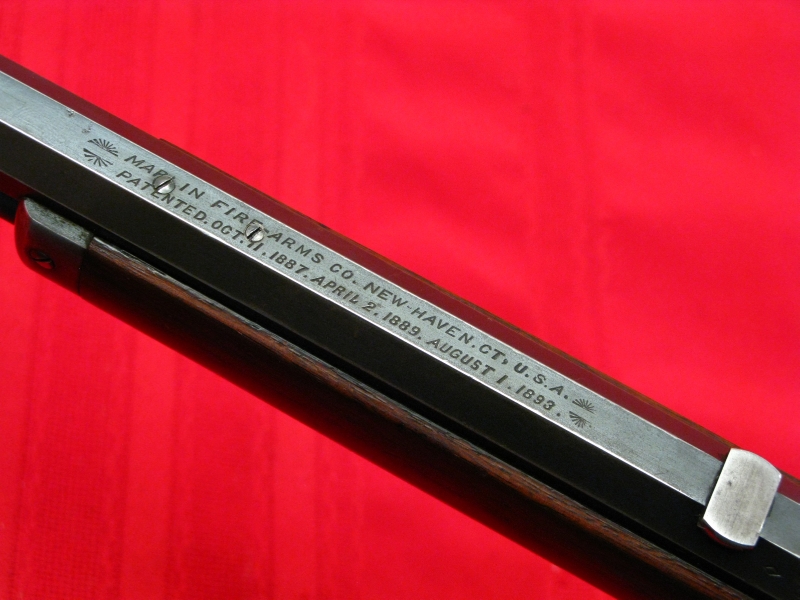 MARLIN FIRE-ARMS CO. NEW-HAVEN, CT, U.S.A.
PATENTED. OCT. 11. 1887. APRIL 2. 1889. AUGUST 1. 1893.